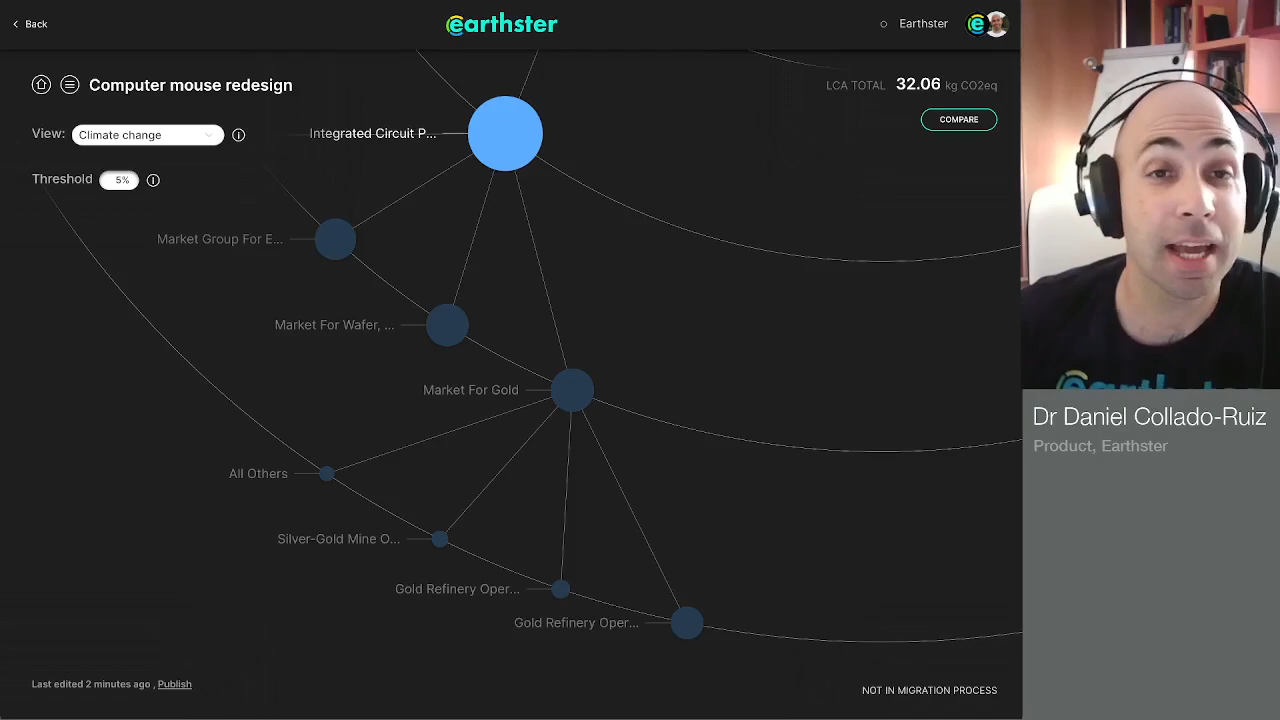 Back
earthster
Earthster
Computer mouse redesign
LCA TOTAL 32.06 kg CO2eq
COMPARE
View: Climate change
Threshold 5%
Integrated Circuit P...
Market Group For E...
Market For Wafer, ...
Market For Gold
All Others
Silver-Gold Mine O...
Gold Refinery Oper...
Gold Refinery Oper...
Last edited 2 minutes ago , Publish
NOT IN MIGRATION PROCESS
earthster
Dr Daniel Collado-Ruiz
Product, Earthster